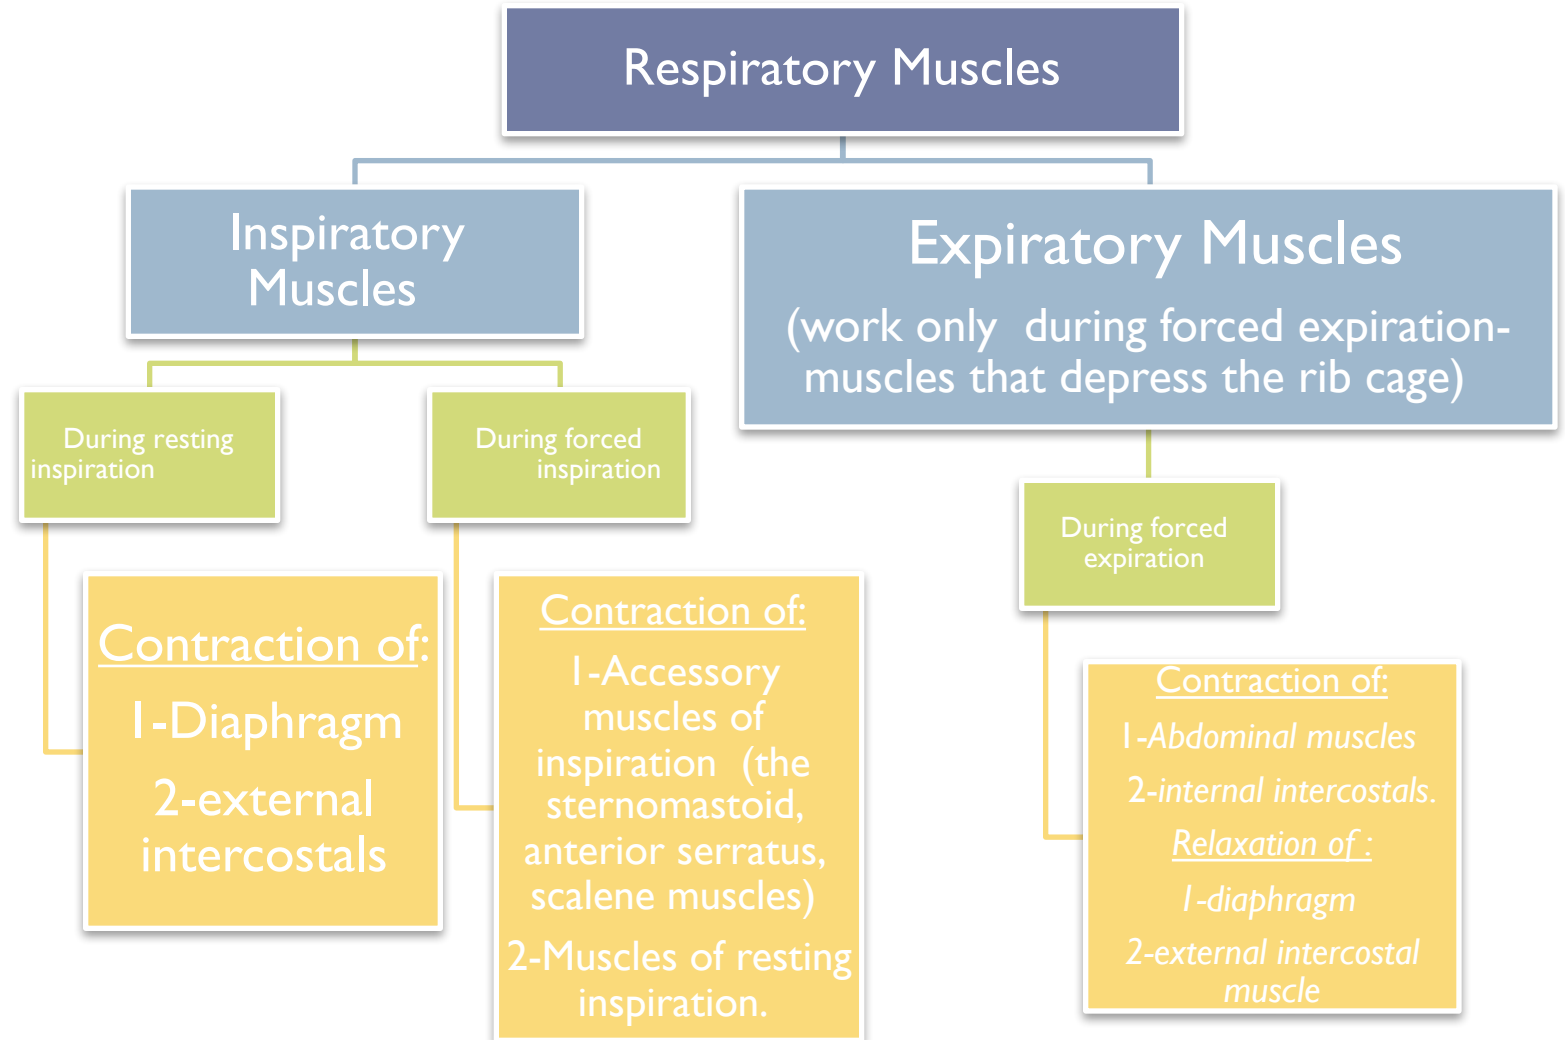 Respiratory Muscles
Inspiratory
Muscles
Expiratory Muscles
(work only during forced expiration-
muscles that depress the rib cage)
During resting
inspiration
During forced
inspiration
During forced
expiration
Contraction of:
1-Diaphragm
2-external
intercostals
Contraction of:
1-Accessory
muscles of
inspiration (the
sternomastoid,
anterior serratus,
scalene muscles)
2-Muscles of resting
inspiration.
Contraction of:
1-Abdominal muscles
2-internal intercostals.
Relaxation of :
1-diaphragm
2-external intercostal
muscle